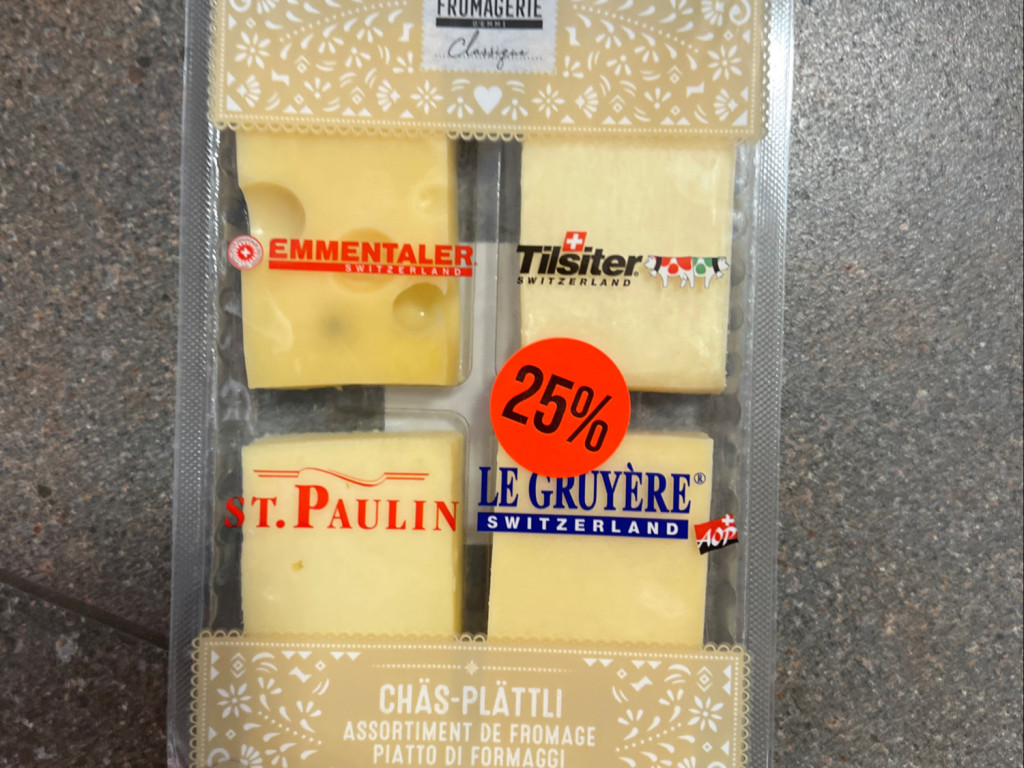 FROMAGERIE
Classique
EMMENTALER
SWITZERLAND
Tilsiter®
SWITZERLAND
25%
ST. PAULIN
LE GRUYÈRE®
SWITZERLAND
AOP
CHÄS-PLÄTTLI
ASSORTIMENT DE FROMAGE
PIATTO DI FORMAGGI